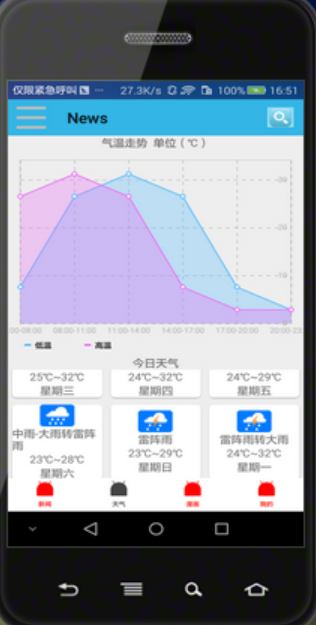 仅限紧急呼叫 ··· 27.3K/s 100% 16:51
News
气温走势 单位（℃）
30
20
10
00-08:00 08:00-11:00 11:00-14:00 14:00-17:00 17:00-20:00 20:00-23
低温 高温
今日天气
25℃~32℃ 24℃~32℃ 24℃~29℃
星期三 星期四 星期五
中雨-大雨转雷阵雨
23℃~28℃
星期六
雷阵雨
23℃~29℃
星期日
雷阵雨转大雨
24℃~32℃
星期一
新闻 天气 我的